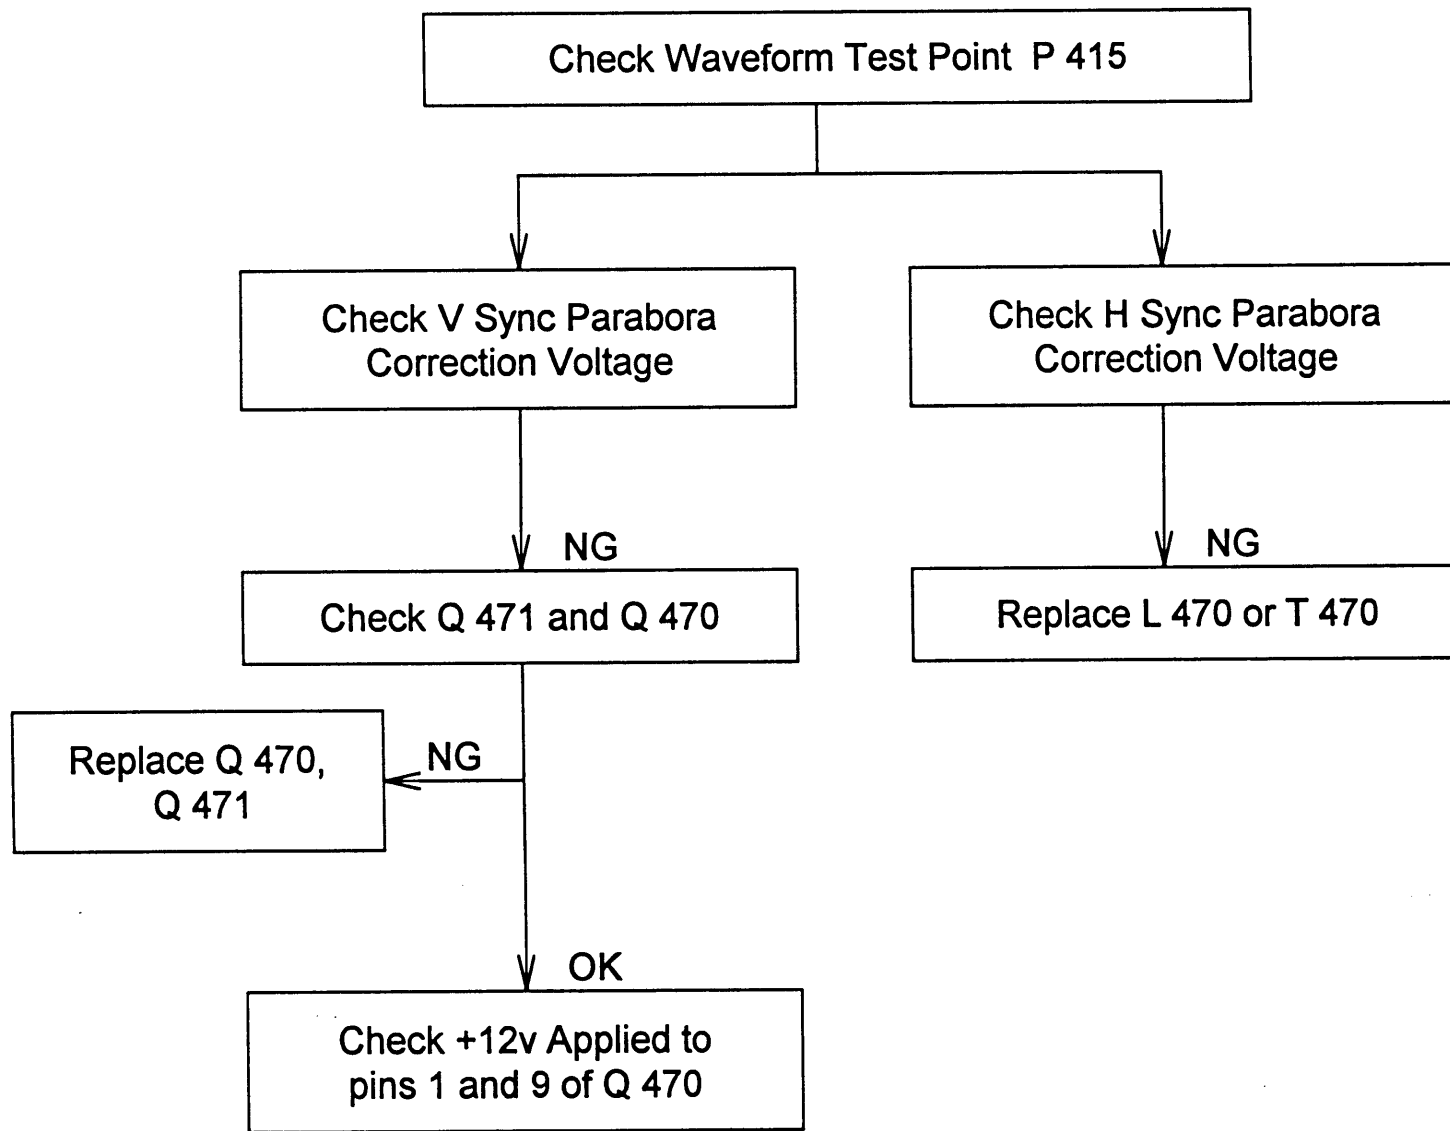 Check Waveform Test Point P 415
Check V Sync Parabora
Correction Voltage
Check H Sync Parabora
Correction Voltage
NG
NG
Check Q 471 and Q 470
Replace L 470 or T 470
Replace Q 470,
Q 471
NG
OK
Check +12v Applied to
pins 1 and 9 of Q 470